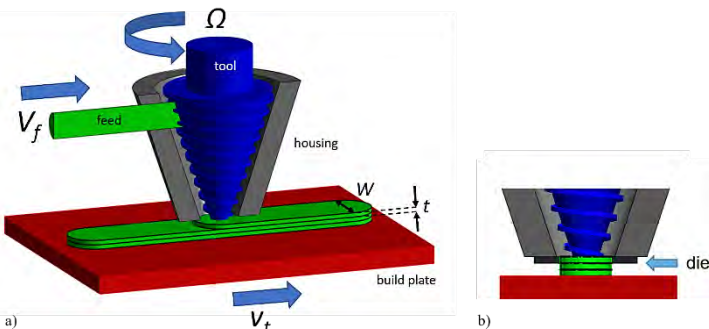 Ω
tool
V_f
feed
housing
W
t
build plate
die
a)
V_t
b)